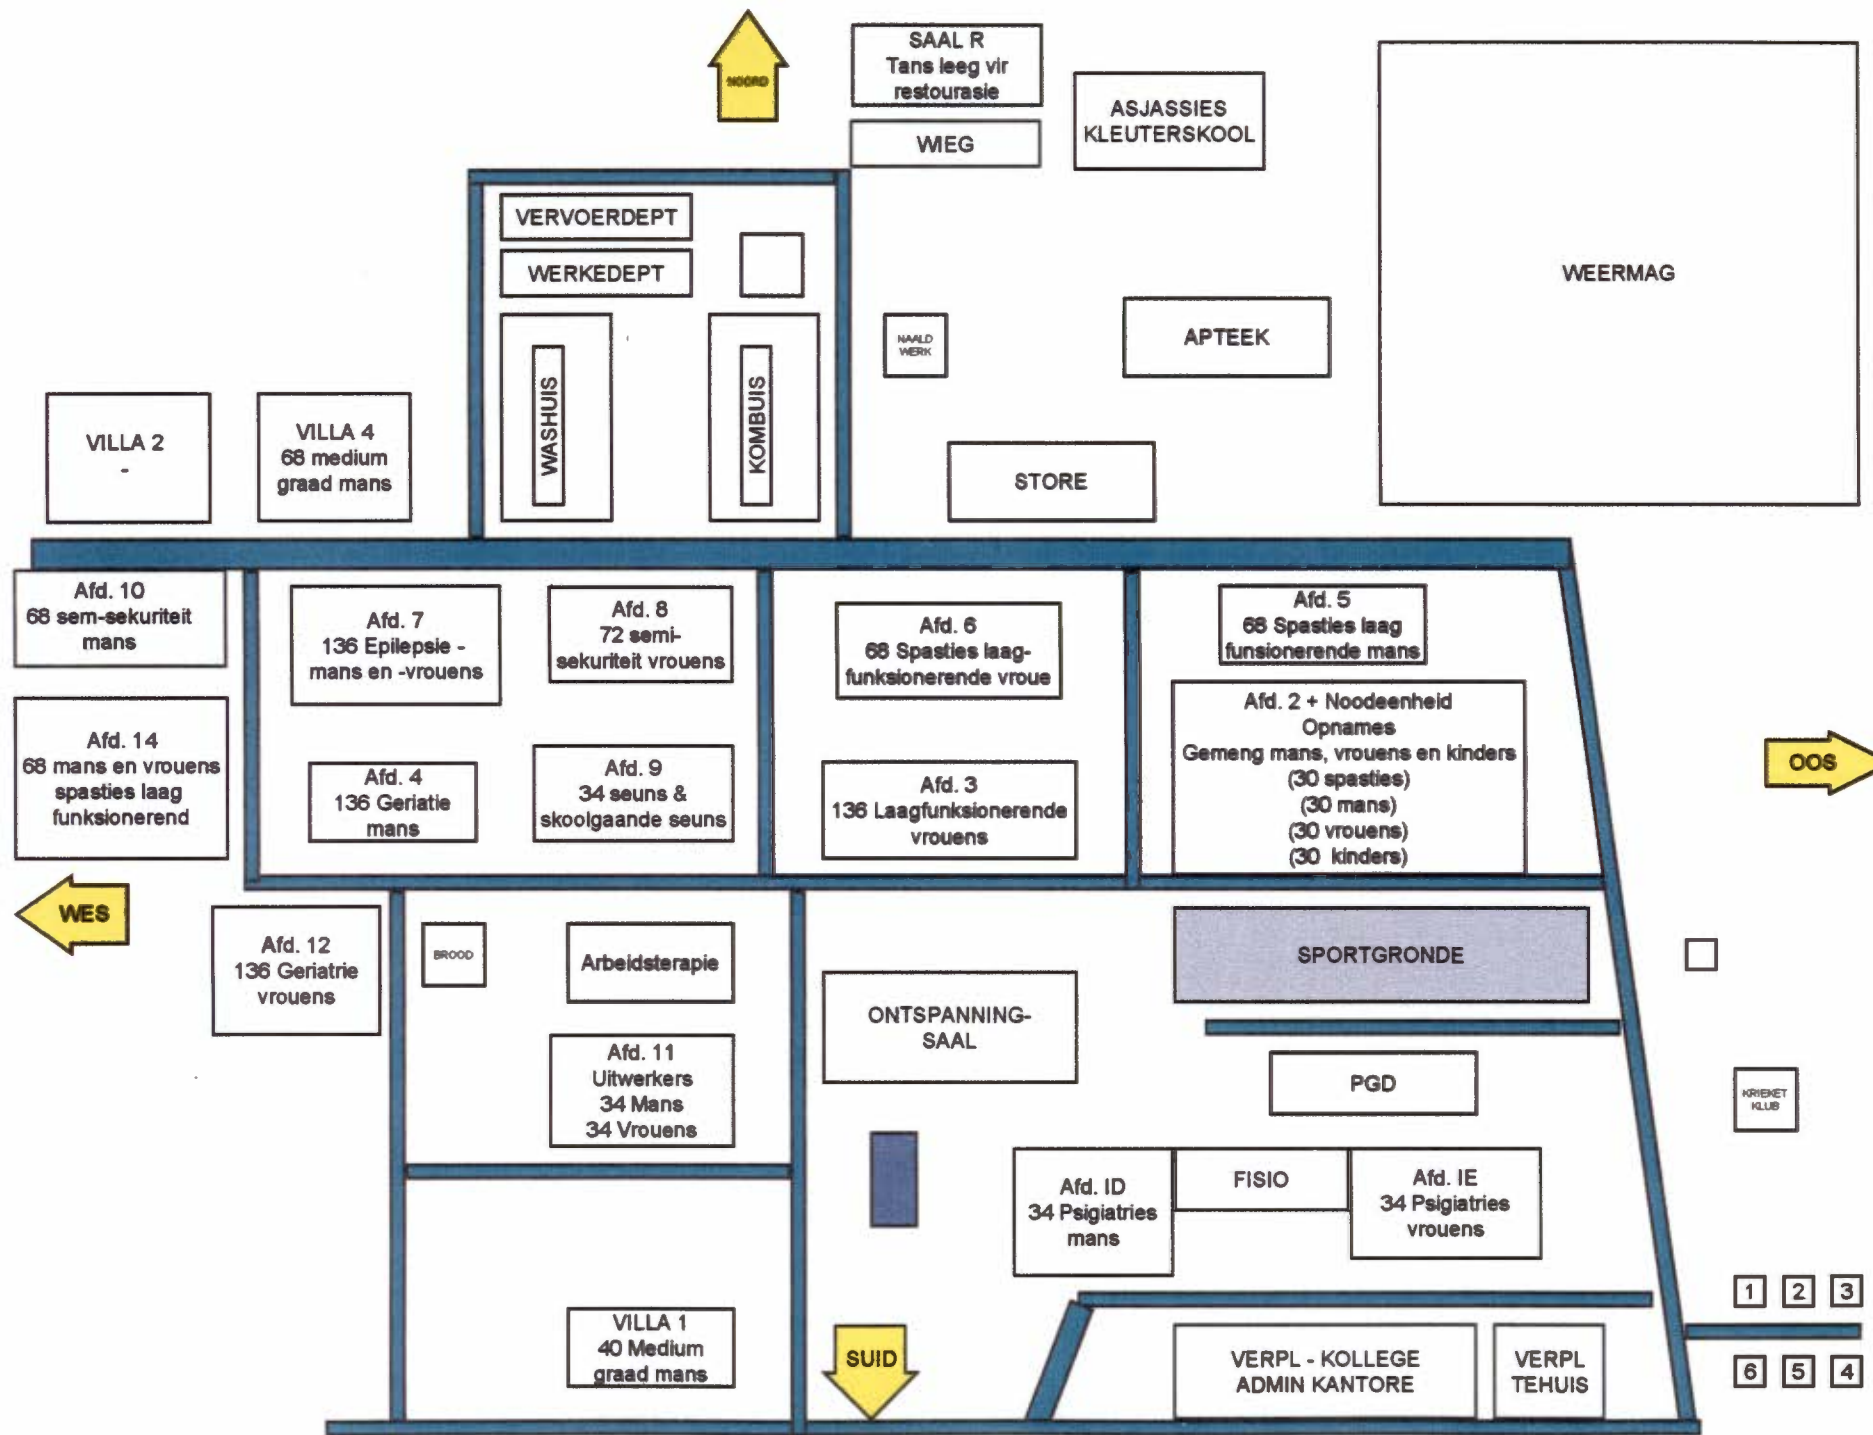 NOORD
SAAL R
Tans leeg vir
restourasie
WIEG
ASJASSIES
KLEUTERSKOOL
WEERMAG
VERVOERDEPT
WERKEDEPT
WASHUIS
KOMBUIS
NAALD
WERK
APTEEK
STORE
VILLA 2
-
VILLA 4
68 medium
graad mans
Afd. 10
68 sem-sekuriteit
mans
Afd. 7
136 Epilepsie -
mans en -vrouens
Afd. 8
72 semi-
sekuriteit vrouens
Afd. 6
68 Spasties laag-
funksionerende vroue
Afd. 5
68 Spasties laag
funsionerende mans
Afd. 14
68 mans en vrouens
spasties laag
funksionerend
Afd. 4
136 Geriatie
mans
Afd. 9
34 seuns &
skoolgaande seuns
Afd. 3
136 Laagfunksionerende
vrouens
Afd. 2 + Noodeenheid
Opnames
Gemeng mans, vrouens en kinders
(30 spasties)
(30 mans)
(30 vrouens)
(30 kinders)
OOS
WES
Afd. 12
136 Geriatrie
vrouens
BROOD
Arbeidsterapie
Afd. 11
Uitwerkers
34 Mans
34 Vrouens
ONTSPANNING-
SAAL
SPORTGRONDE
PGD
KRIEKET
KLUB
Afd. ID
34 Psigiatries
mans
FISIO
Afd. IE
34 Psigiatries
vrouens
VILLA 1
40 Medium
graad mans
SUID
VERPL - KOLLEGE
ADMIN KANTORE
VERPL
TEHUIS
1 2 3
6 5 4